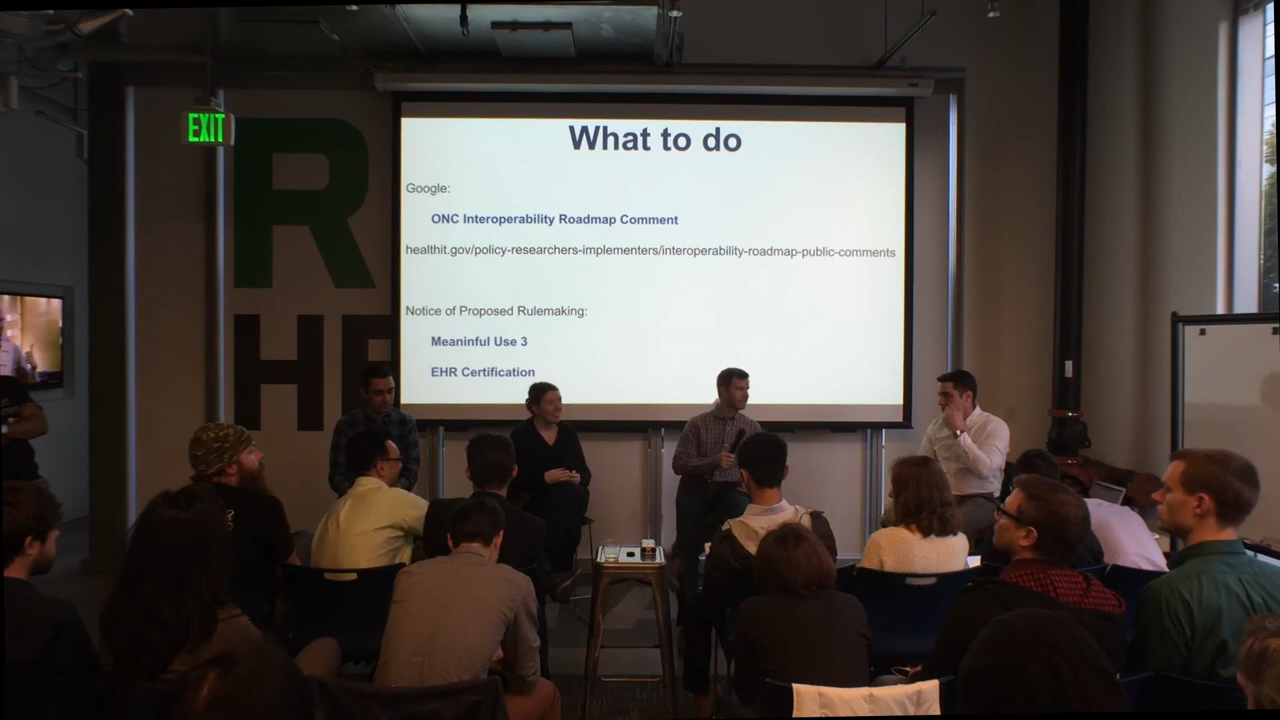 EXIT
R
HE
What to do
Google:
ONC Interoperability Roadmap Comment
healthit.gov/policy-researchers-implementers/interoperability-roadmap-public-comments
Notice of Proposed Rulemaking:
Meaninful Use 3
EHR Certification